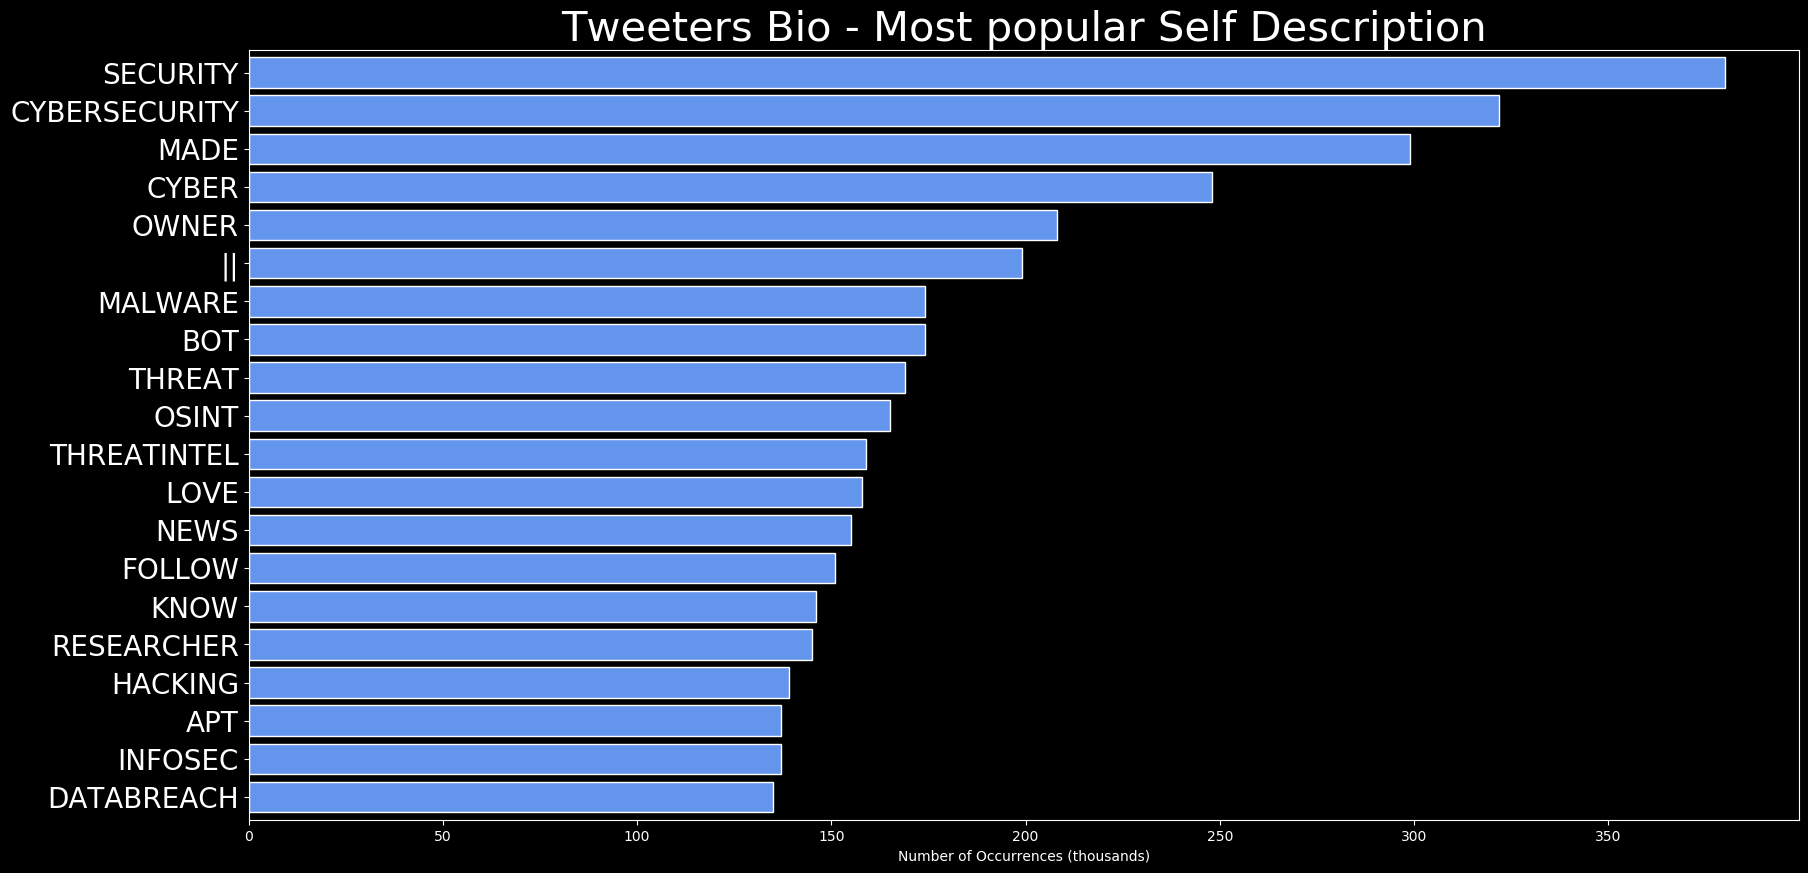 Tweeters Bio - Most popular Self Description
SECURITY
CYBERSECURITY
MADE
CYBER
OWNER
||
MALWARE
BOT
THREAT
OSINT
THREATINTEL
LOVE
NEWS
FOLLOW
KNOW
RESEARCHER
HACKING
APT
INFOSEC
DATABREACH
0 50 100 150 200 250 300 350
Number of Occurrences (thousands)